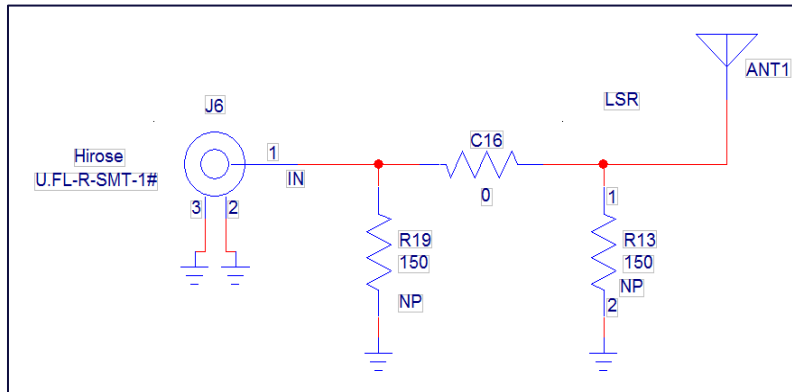 ANT1
J6
LSR
C16
Hirose
U.FL-R-SMT-1#
1
IN
0
3
2
1
R19
150
NP
R13
150
NP
2